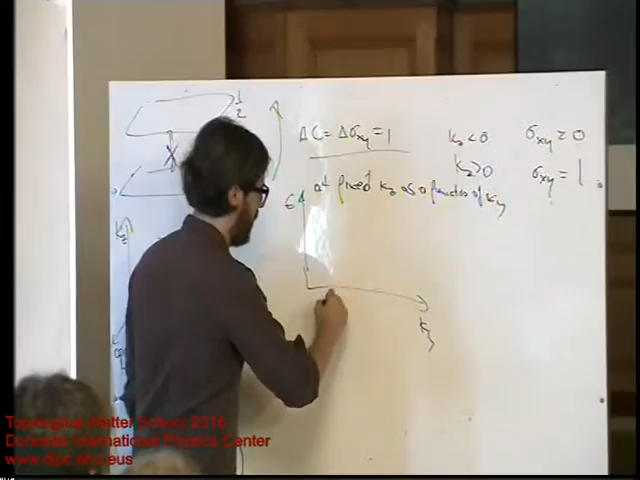 1/2
ΔC = Δσxy = 1
kz < 0 σxy = 0
kz > 0 σxy = 1
at fixed kz as a function of ky
ε
kz
ky
Topological Matter School 2016
Donostia International Physics Center
www.dipc.ehu.eus